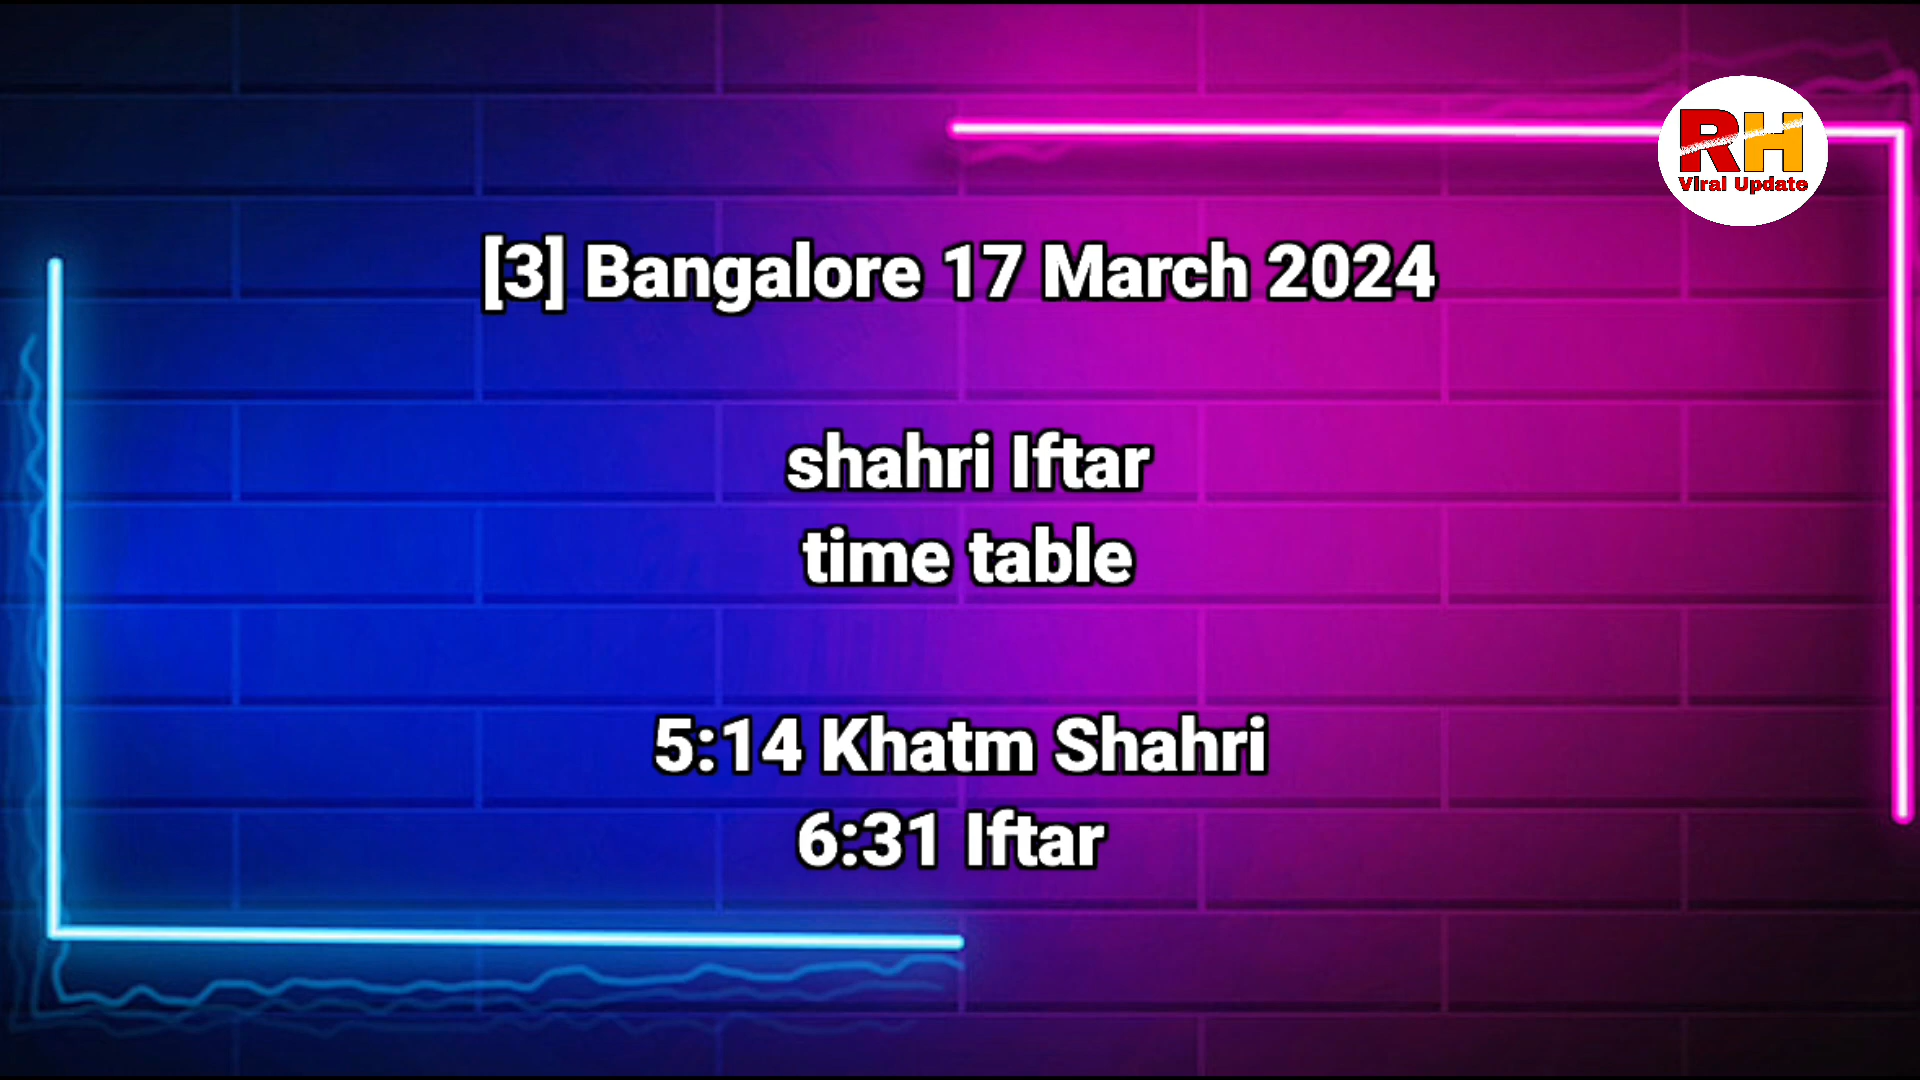 RH
Viral Update
[3] Bangalore 17 March 2024
shahri Iftar
time table
5:14 Khatm Shahri
6:31 Iftar